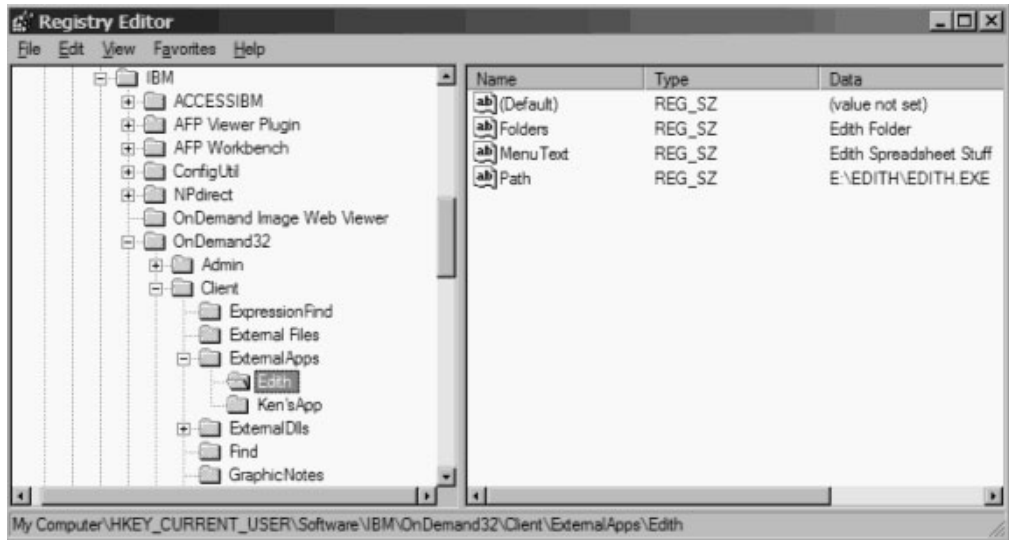 Registry Editor
File Edit View Favorites Help
IBM
ACCESSIBM
AFP Viewer Plugin
AFP Workbench
ConfigUtil
NPdirect
OnDemand Image Web Viewer
OnDemand32
Admin
Client
ExpressionFind
External Files
ExternalApps
Edith
Ken'sApp
ExternalDlls
Find
GraphicNotes
Name Type Data
(Default) REG_SZ (value not set)
Folders REG_SZ Edith Folder
MenuText REG_SZ Edith Spreadsheet Stuff
Path REG_SZ E:\EDITH\EDITH.EXE
My Computer\HKEY_CURRENT_USER\Software\IBM\OnDemand32\Client\ExternalApps\Edith